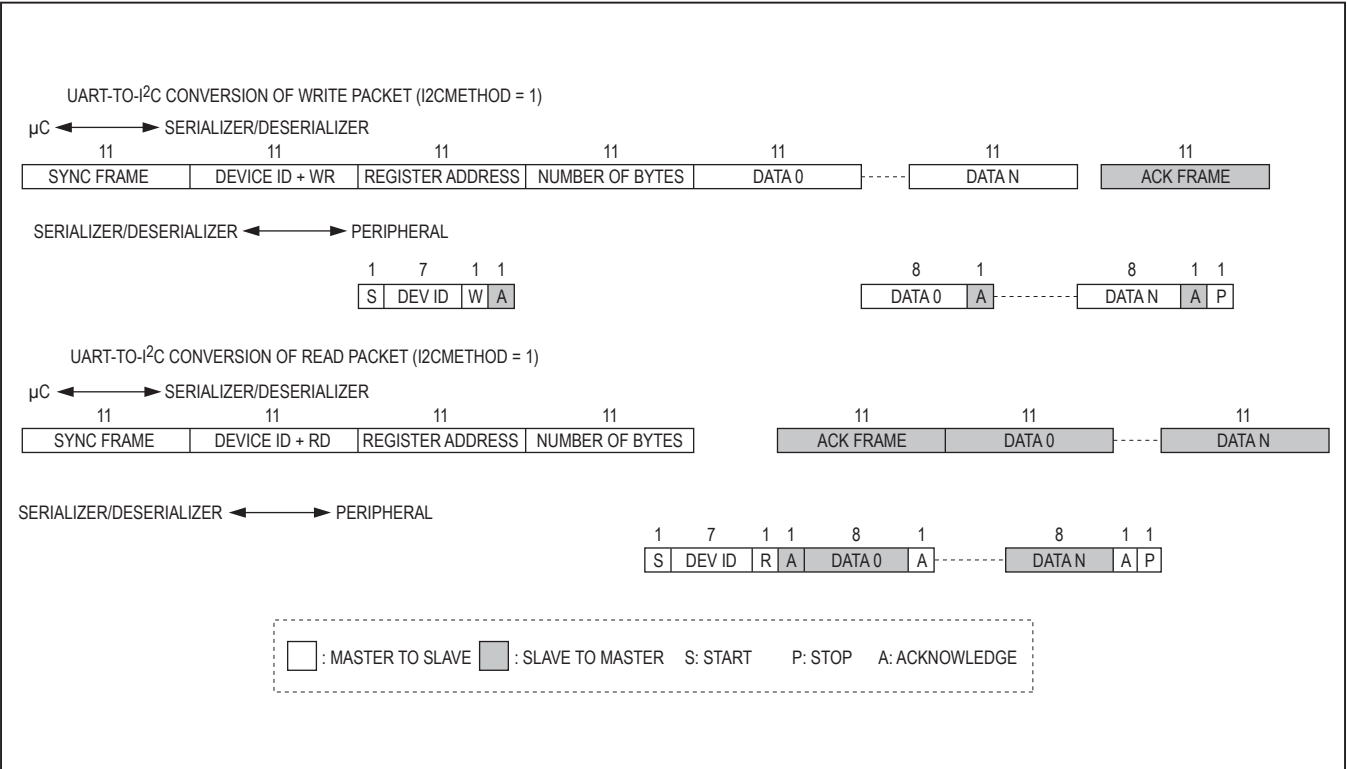 UART-TO-I2C CONVERSION OF WRITE PACKET (I2CMETHOD = 1)
µC SERIALIZER/DESERIALIZER
11 11 11 11 11 11 11
SYNC FRAME DEVICE ID + WR REGISTER ADDRESS NUMBER OF BYTES DATA 0 DATA N ACK FRAME
SERIALIZER/DESERIALIZER PERIPHERAL
1 7 1 1 8 1 8 1 1
S DEV ID W A DATA 0 A DATA N A P
UART-TO-I2C CONVERSION OF READ PACKET (I2CMETHOD = 1)
µC SERIALIZER/DESERIALIZER
11 11 11 11 11 11 11
SYNC FRAME DEVICE ID + RD REGISTER ADDRESS NUMBER OF BYTES ACK FRAME DATA 0 DATA N
SERIALIZER/DESERIALIZER PERIPHERAL
1 7 1 1 8 1 8 1 1
S DEV ID R A DATA 0 A DATA N A P
: MASTER TO SLAVE : SLAVE TO MASTER S: START P: STOP A: ACKNOWLEDGE